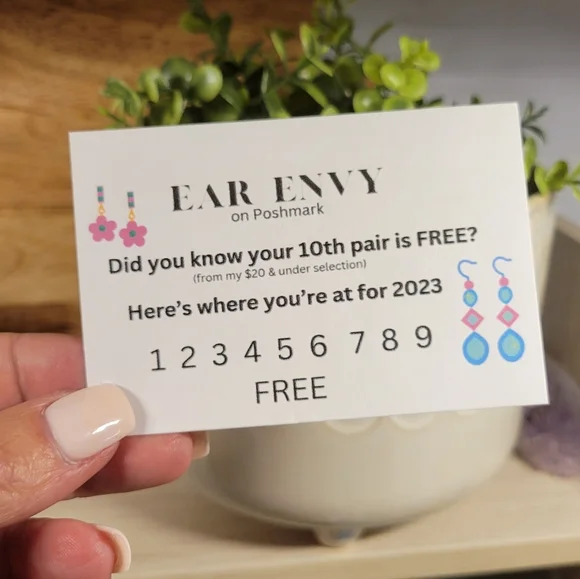 EAR ENVY
on Poshmark
Did you know your 10th pair is FREE?
(from my $20 & under selection)
Here's where you're at for 2023
1 2 3 4 5 6 7 8 9
FREE